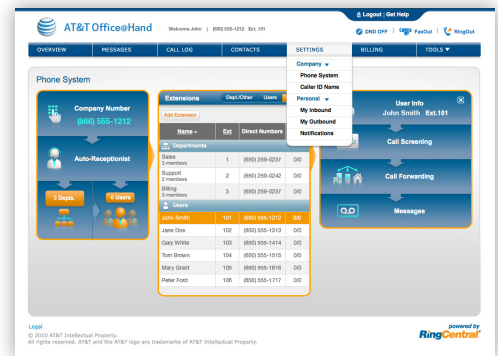 Logout | Get Help
AT&T Office@Hand
Welcome John | (650) 555-1212 Ext. 101
DND OFF | FaxOut | RingOut
OVERVIEW MESSAGES CALL LOG CONTACTS SETTINGS BILLING TOOLS
Company
Phone System
Caller ID Name
Personal
My Inbound
My Outbound
Notifications
Phone System
Company Number
(866) 555-1212
Auto-Receptionist
3 Depts.
6 Users
Extensions Dept./Other Users
Add Extension
Name Ext Direct Numbers
Departments
Sales 1 (650) 259-0237 0/0
3 members
Support 2 (650) 259-0242 0/0
2 members
Billing 3 (650) 259-0237 0/0
3 members
Users
John Smith 101 (650) 555-1212 0/0
Jane Doe 102 (650) 555-1313 0/0
Gary White 103 (650) 555-1414 0/0
Tom Brown 104 (650) 555-1515 0/0
Mary Grant 105 (650) 555-1616 0/0
Peter Ford 106 (650) 555-1717 0/0
User Info
John Smith Ext.101
Call Screening
Call Forwarding
Messages
Legal
© 2010 AT&T Intellectual Property.
All rights reserved. AT&T and the AT&T logo are trademarks of AT&T Intellectual Property.
powered by
RingCentral